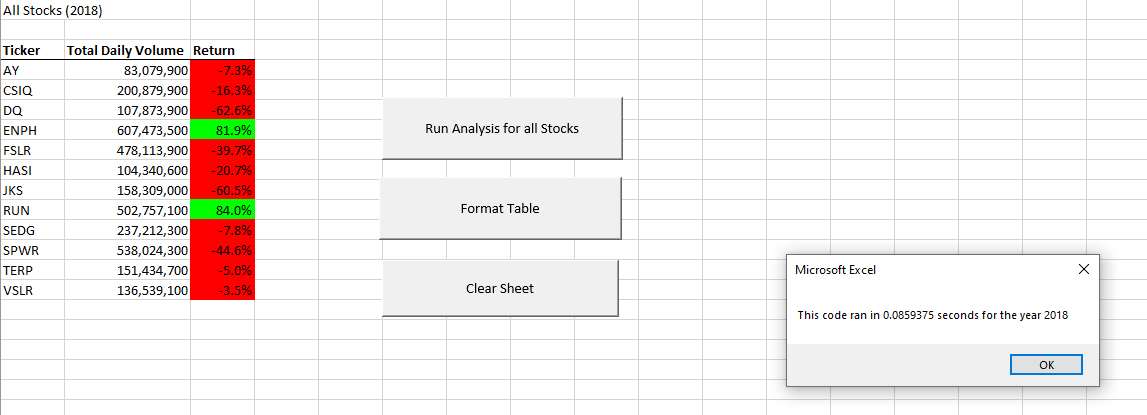 All Stocks (2018)
Ticker Total Daily Volume Return
AY 83,079,900 -7.3%
CSIQ 200,879,900 -16.3%
DQ 107,873,900 -62.6%
ENPH 607,473,500 81.9%
FSLR 478,113,900 -39.7%
HASI 104,340,600 -20.7%
JKS 158,309,000 -60.5%
RUN 502,757,100 84.0%
SEDG 237,212,300 -7.8%
SPWR 538,024,300 -44.6%
TERP 151,434,700 -5.0%
VSLR 136,539,100 -3.5%
Run Analysis for all Stocks
Format Table
Clear Sheet
Microsoft Excel
This code ran in 0.0859375 seconds for the year 2018
OK